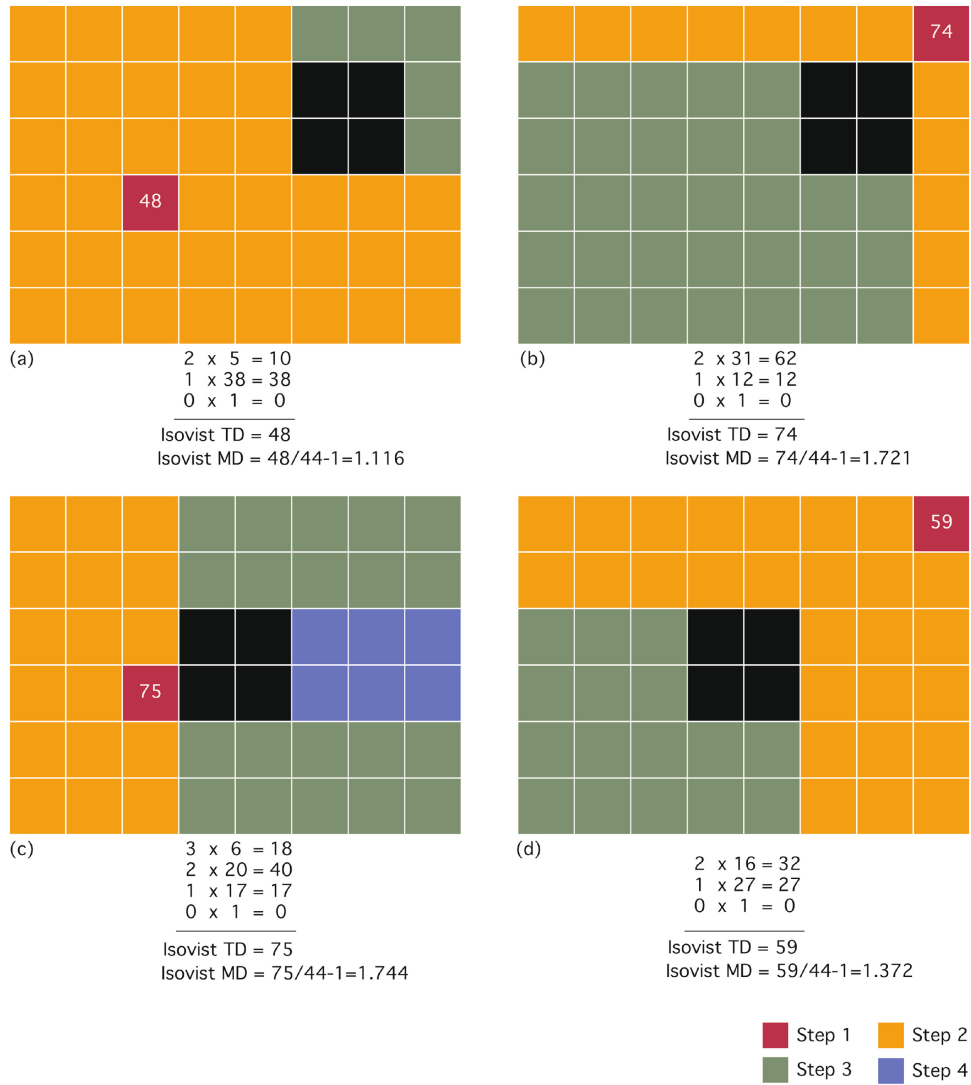 48
74
(a)
2 x 5 = 10
1 x 38 = 38
0 x 1 = 0
Isovist TD = 48
Isovist MD = 48/44-1=1.116
(b)
2 x 31 = 62
1 x 12 = 12
0 x 1 = 0
Isovist TD = 74
Isovist MD = 74/44-1=1.721
75
59
(c)
3 x 6 = 18
2 x 20 = 40
1 x 17 = 17
0 x 1 = 0
Isovist TD = 75
Isovist MD = 75/44-1=1.744
(d)
2 x 16 = 32
1 x 27 = 27
0 x 1 = 0
Isovist TD = 59
Isovist MD = 59/44-1=1.372
Step 1
Step 2
Step 3
Step 4